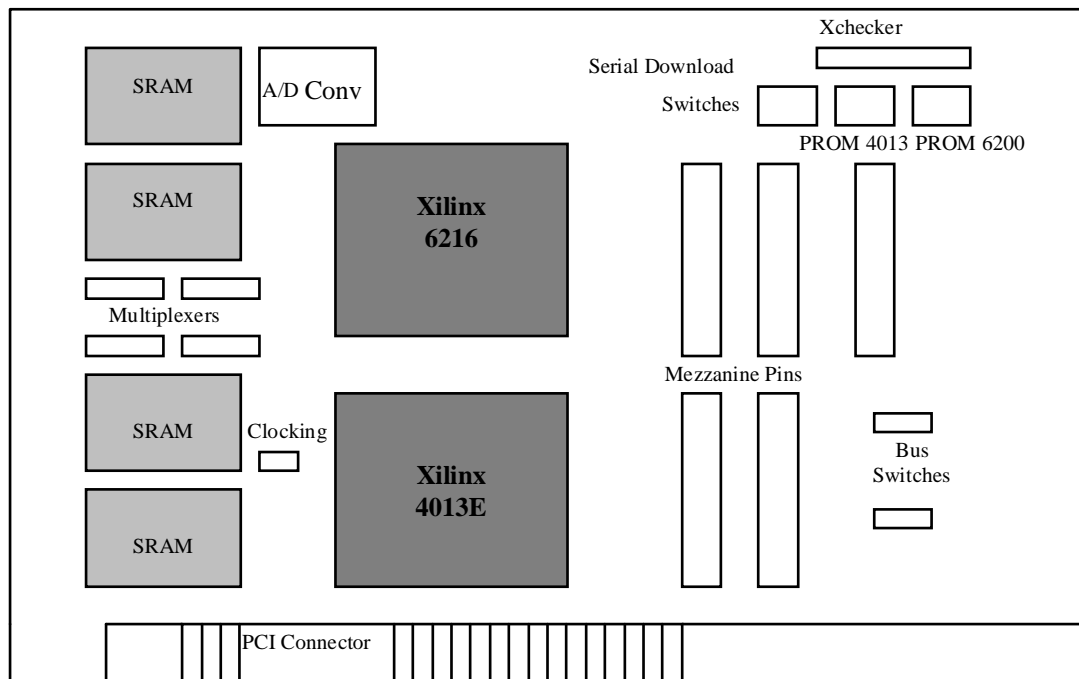 Xchecker
SRAM
A/D Conv
Serial Download
Switches
PROM 4013 PROM 6200
SRAM
Xilinx
6216
Multiplexers
Mezzanine Pins
SRAM
Clocking
Xilinx
4013E
Bus
Switches
SRAM
PCI Connector